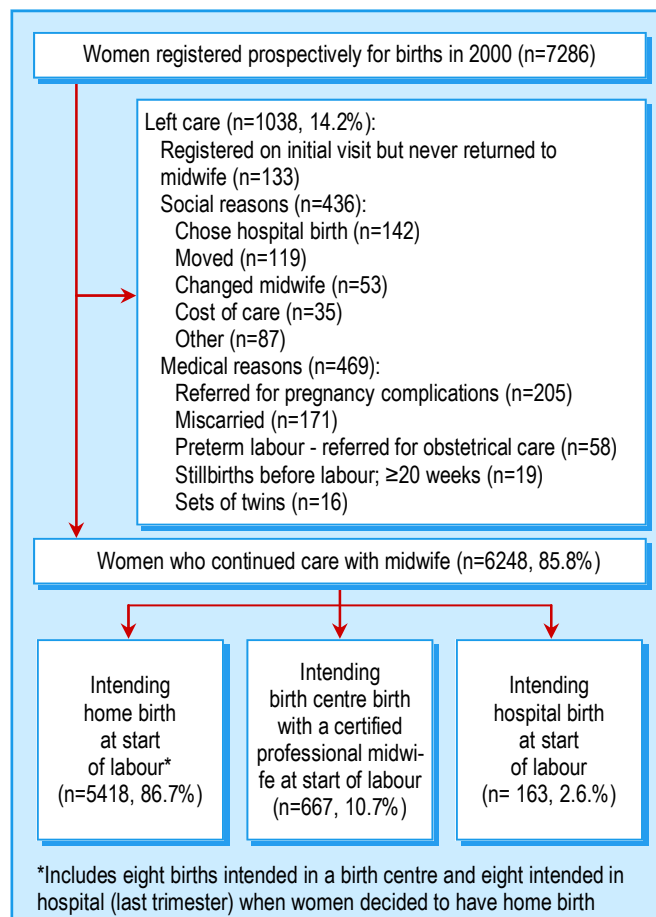 Women registered prospectively for births in 2000 (n=7286)
Left care (n=1038, 14.2%):
Registered on initial visit but never returned to
midwife (n=133)
Social reasons (n=436):
Chose hospital birth (n=142)
Moved (n=119)
Changed midwife (n=53)
Cost of care (n=35)
Other (n=87)
Medical reasons (n=469):
Referred for pregnancy complications (n=205)
Miscarried (n=171)
Preterm labour - referred for obstetrical care (n=58)
Stillbirths before labour; ≥20 weeks (n=19)
Sets of twins (n=16)
Women who continued care with midwife (n=6248, 85.8%)
Intending
home birth
at start
of labour*
(n=5418, 86.7%)
Intending
birth centre birth
with a certified
professional midwi-
fe at start of labour
(n=667, 10.7%)
Intending
hospital birth
at start
of labour
(n= 163, 2.6.%)
*Includes eight births intended in a birth centre and eight intended in
hospital (last trimester) when women decided to have home birth